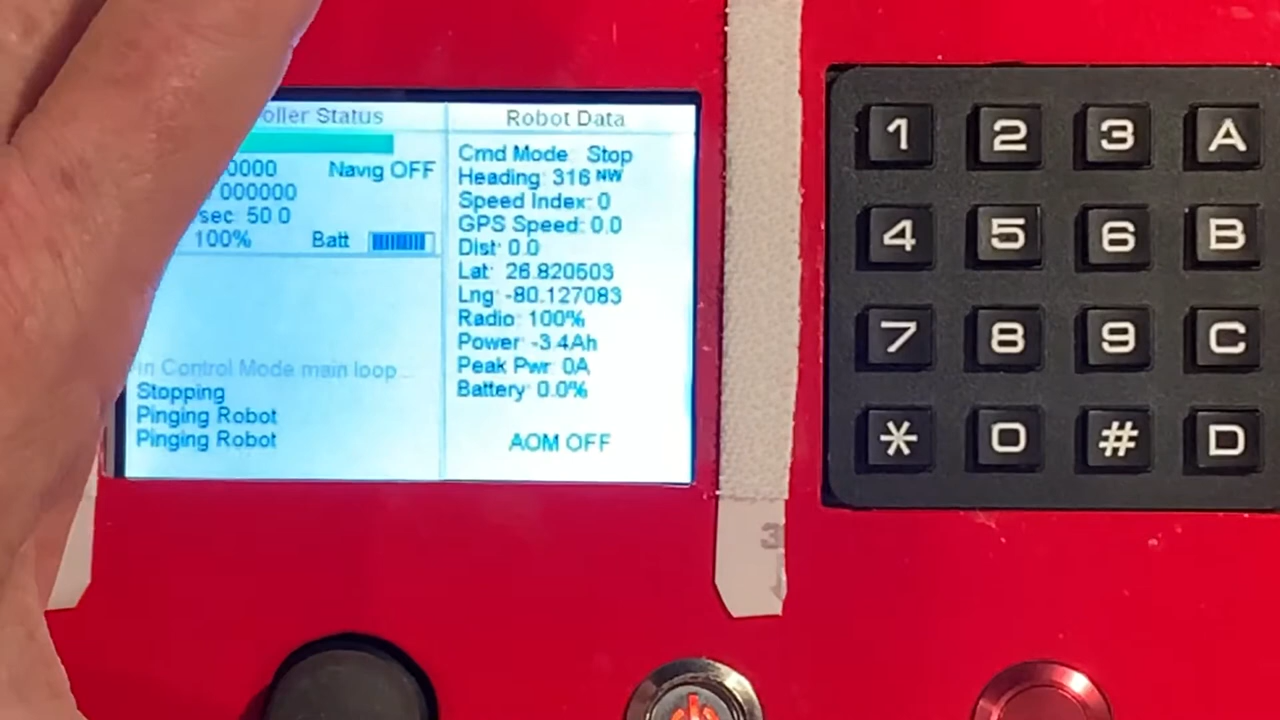 oller Status
0000 Navig OFF
000000
sec: 50.0
100% Batt
in Control Mode main loop...
Stopping
Pinging Robot
Pinging Robot
Robot Data
Cmd Mode: Stop
Heading: 316 NW
Speed Index: 0
GPS Speed: 0.0
Dist: 0.0
Lat: 26.820503
Lng: -80.127083
Radio: 100%
Power: -3.4Ah
Peak Pwr: 0A
Battery: 0.0%
AOM OFF
1 2 3 A
4 5 6 B
7 8 9 C
* 0 # D
3